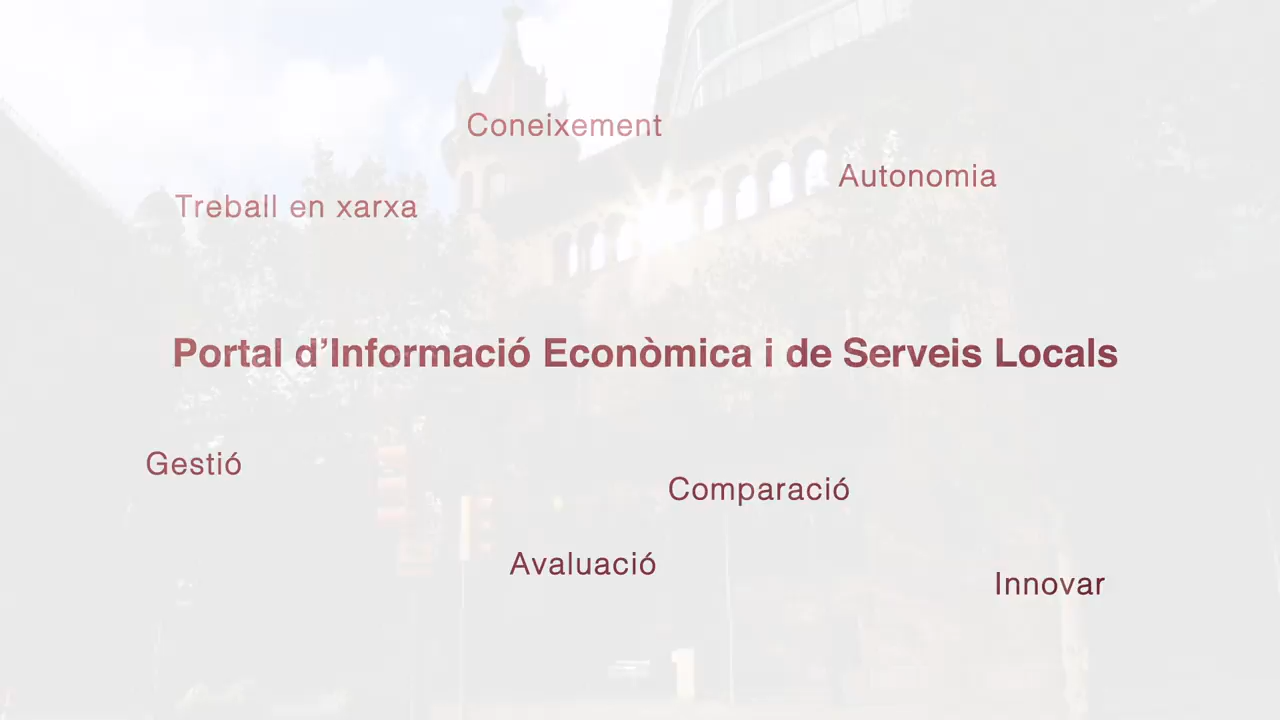 Coneixement
Autonomia
Treball en xarxa
Portal d’Informació Econòmica i de Serveis Locals
Gestió
Comparació
Avaluació
Innovar